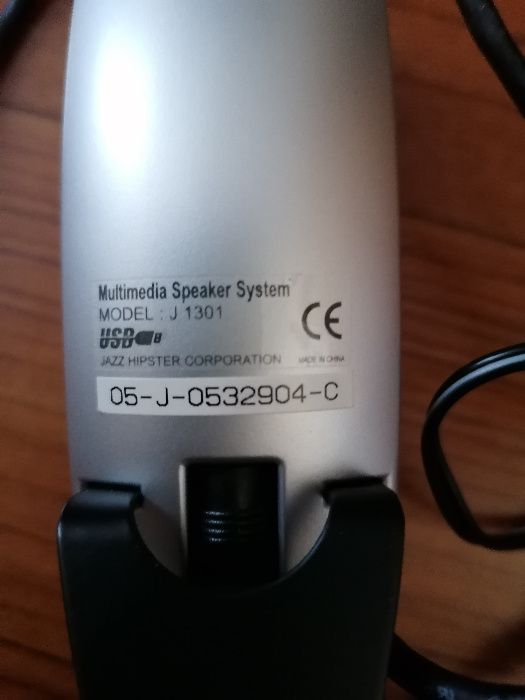 Multimedia Speaker System
MODEL : J 1301
USB
JAZZ HIPSTER CORPORATION
CE
MADE IN CHINA
05-J-0532904-C